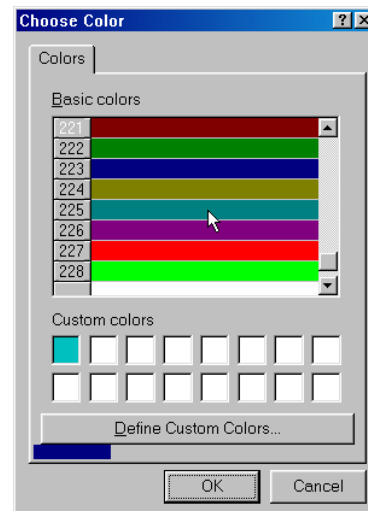 Choose Color
Colors
Basic colors
221
222
223
224
225
226
227
228
Custom colors
Define Custom Colors...
OK Cancel